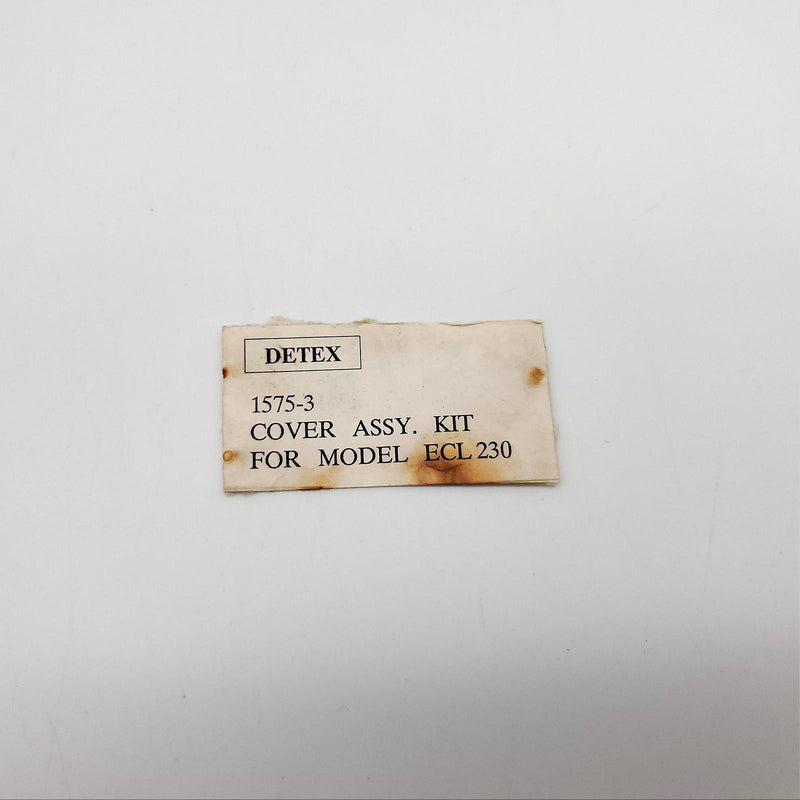 DETEX
1575-3
COVER ASSY. KIT
FOR MODEL ECL 230